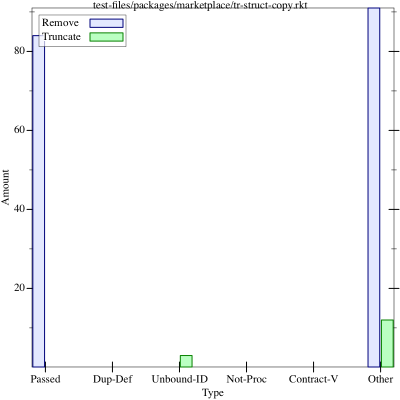 test-files/packages/marketplace/tr-struct-copy.rkt
Remove
Truncate
80
60
40
20
Amount
Passed Dup-Def Unbound-ID Not-Proc Contract-V Other
Type